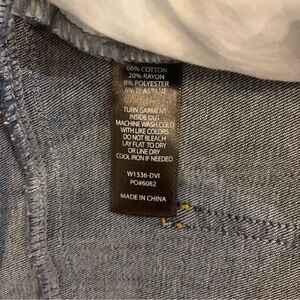 66% COTTON
20% RAYON
8% POLYESTER
6% ELASTANE
TURN GARMENT
INSIDE OUT
MACHINE WASH COLD
WITH LIKE COLORS
DO NOT BLEACH
LAY FLAT TO DRY
OR LINE DRY
COOL IRON IF NEEDED
W1536-DVI
PO#6082
MADE IN CHINA